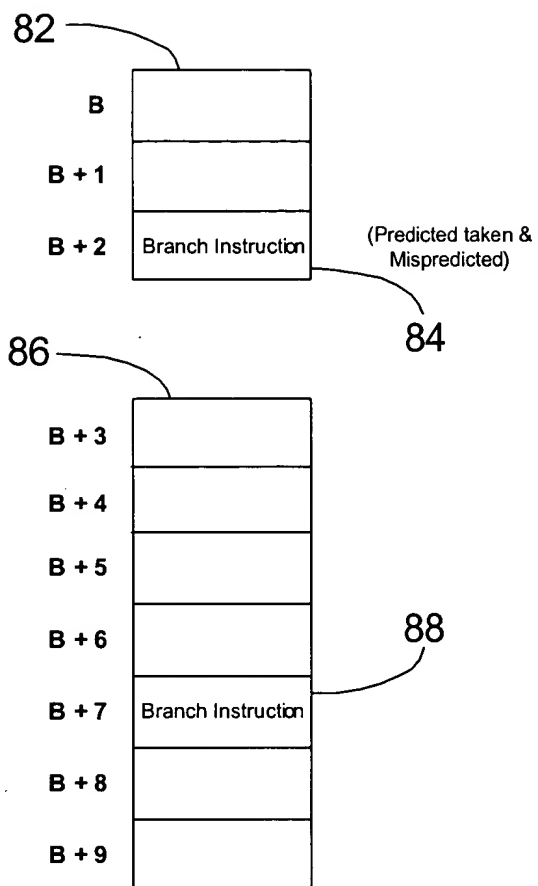 82
B
B + 1
B + 2 Branch Instruction (Predicted taken &
Mispredicted)
84
86
B + 3
B + 4
B + 5
B + 6
88
B + 7 Branch Instruction
B + 8
B + 9